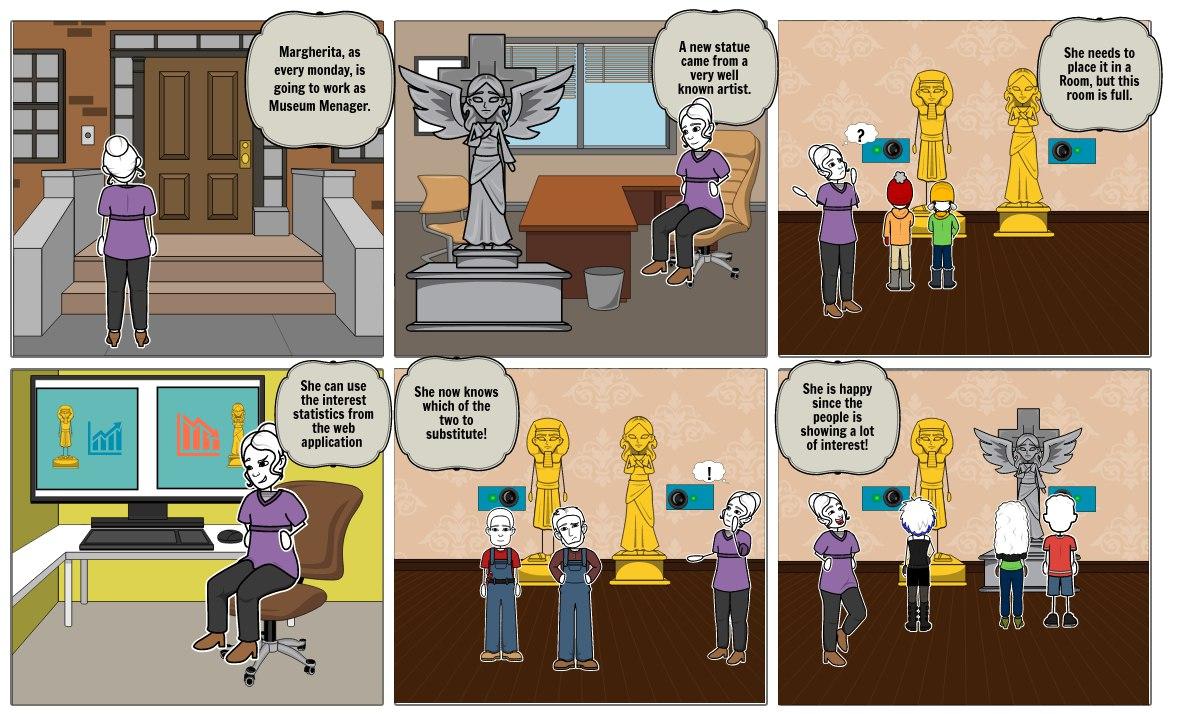 Margherita, as
every monday, is
going to work as
Museum Menager.
A new statue
came from a
very well
known artist.
She needs to
place it in a
Room, but this
room is full.
?
She can use
the interest
statistics from
the web
application
She now knows
which of the
two to
substitute!
!
She is happy
since the
people is
showing a lot
of interest!